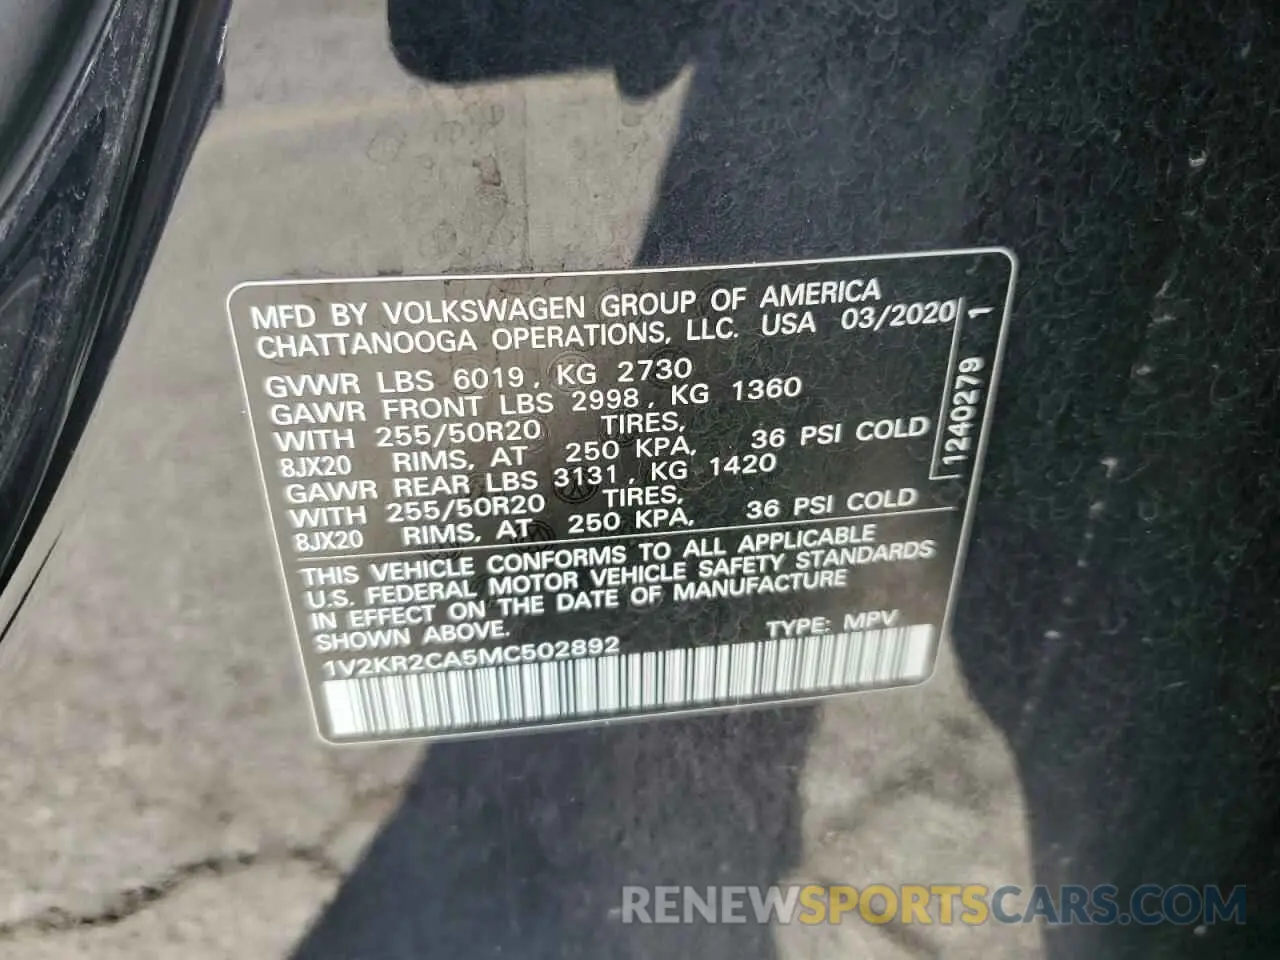 MFD BY VOLKSWAGEN GROUP OF AMERICA
CHATTANOOGA OPERATIONS, LLC. USA 03/2020
GVWR LBS 6019, KG 2730
GAWR FRONT LBS 2998, KG 1360
WITH 255/50R20 TIRES,
8JX20 RIMS, AT 250 KPA, 36 PSI COLD
GAWR REAR LBS 3131, KG 1420
WITH 255/50R20 TIRES,
8JX20 RIMS, AT 250 KPA, 36 PSI COLD
THIS VEHICLE CONFORMS TO ALL APPLICABLE
U.S. FEDERAL MOTOR VEHICLE SAFETY STANDARDS
IN EFFECT ON THE DATE OF MANUFACTURE
SHOWN ABOVE.
1V2KR2CA5MC502892 TYPE: MPV
1240279 1
RENEWSPORTSCARS.COM